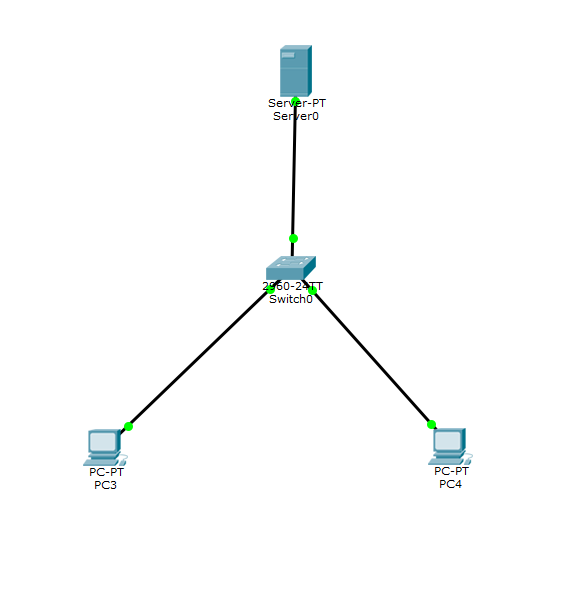 Server-PT
Server0
2960-24TT
Switch0
PC-PT
PC3
PC-PT
PC4